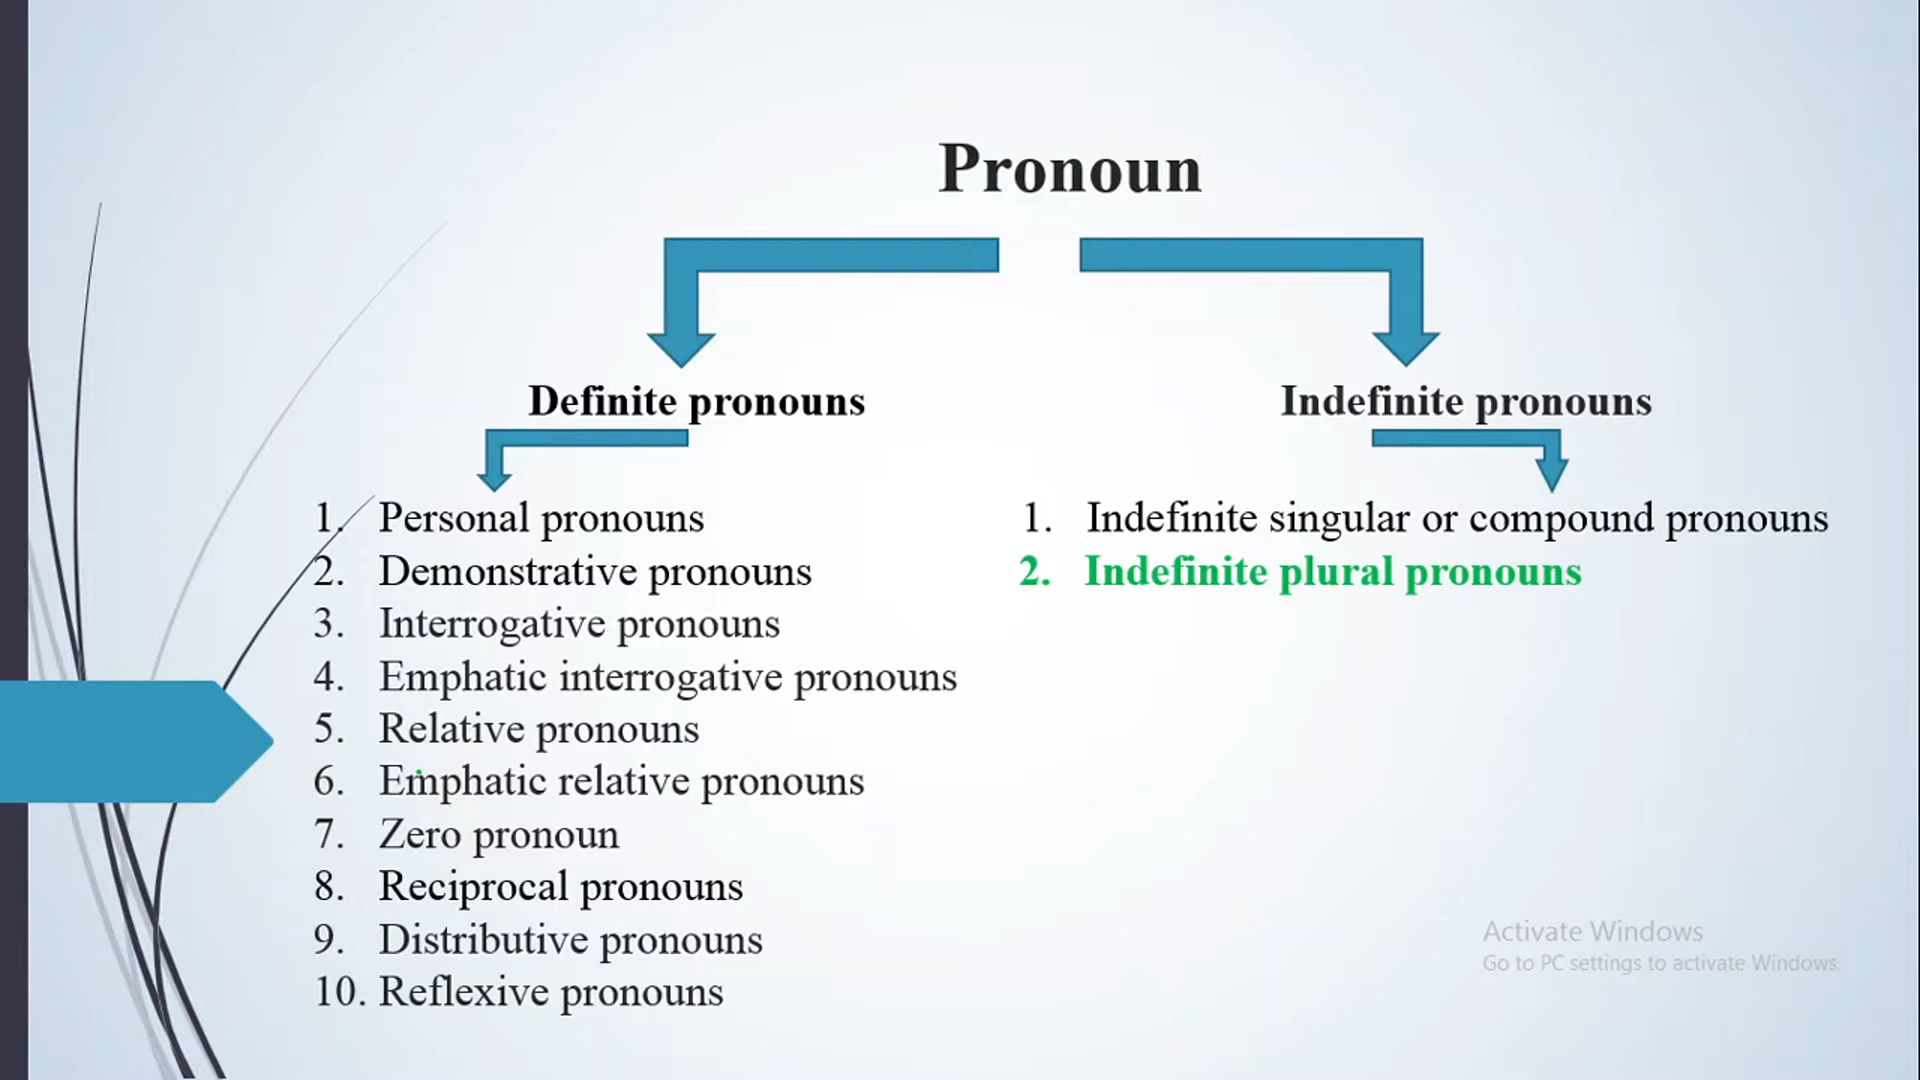 Pronoun
Definite pronouns
1. Personal pronouns
2. Demonstrative pronouns
3. Interrogative pronouns
4. Emphatic interrogative pronouns
5. Relative pronouns
6. Emphatic relative pronouns
7. Zero pronoun
8. Reciprocal pronouns
9. Distributive pronouns
10. Reflexive pronouns
Indefinite pronouns
1. Indefinite singular or compound pronouns
2. Indefinite plural pronouns
Activate Windows
Go to PC settings to activate Windows.